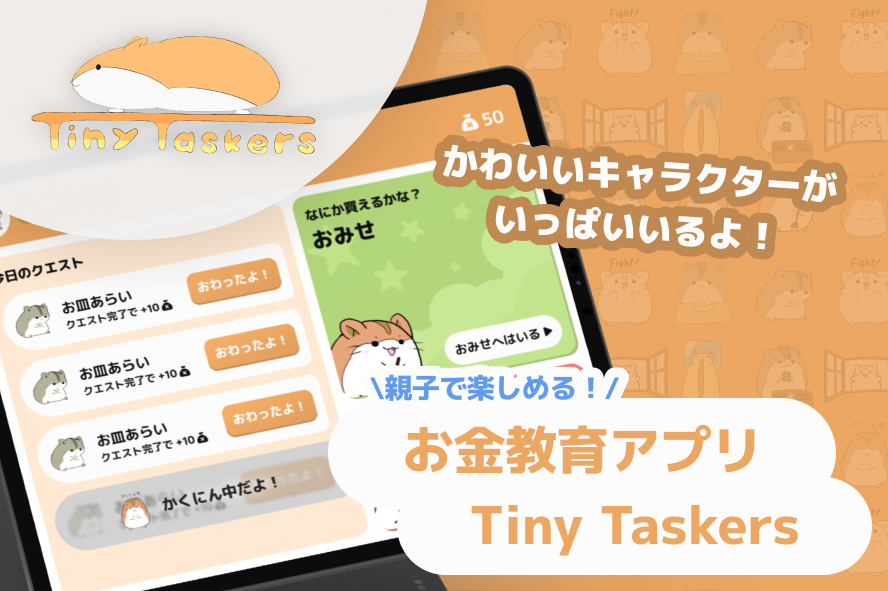 Tiny Taskers
50
かわいいキャラクターが
いっぱいいるよ！
なにか買えるかな？
おみせ
おみせへはいる▶
今日のクエスト
お皿あらい
クエスト完了で +10
おわったよ！
お皿あらい
クエスト完了で +10
おわったよ！
お皿あらい
クエスト完了で +10
おわったよ！
かくにん中だよ！
\親子で楽しめる！/
お金教育アプリ
Tiny Taskers
Fight!
Fight!
Fight!
Fight!